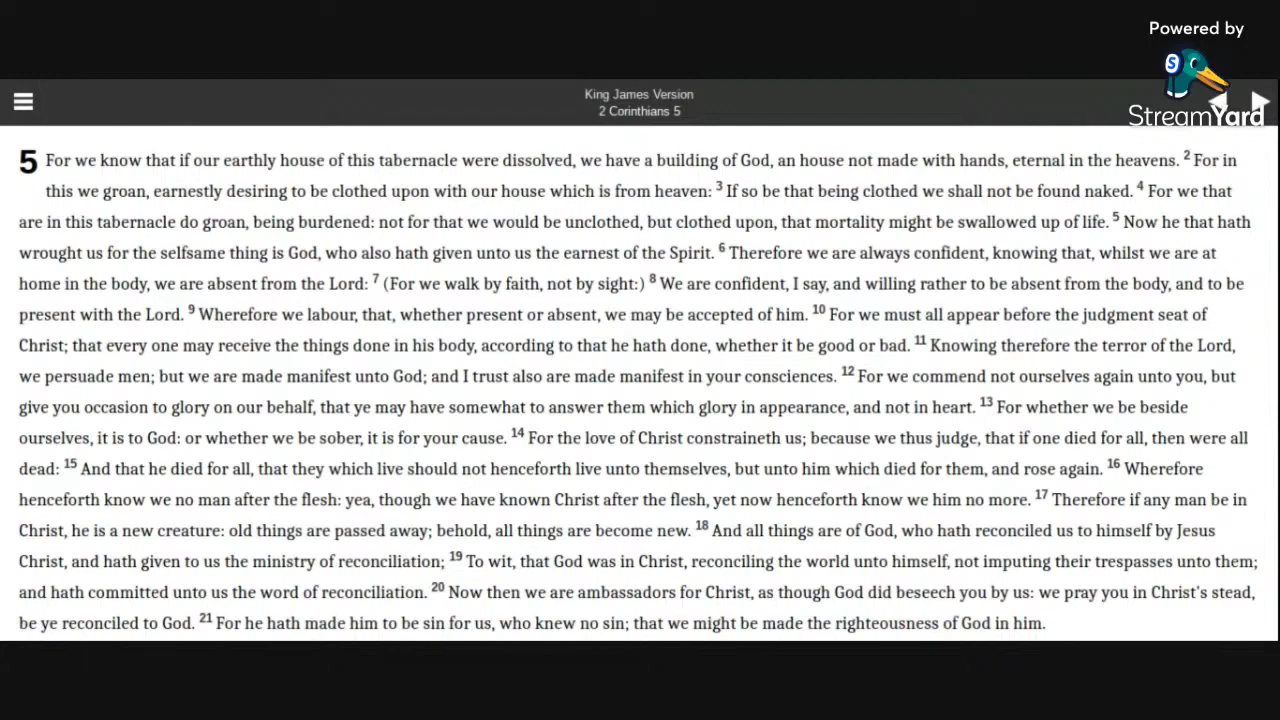 Powered by
S
StreamYard
King James Version
2 Corinthians 5
5 For we know that if our earthly house of this tabernacle were dissolved, we have a building of God, an house not made with hands, eternal in the heavens. 2 For in
this we groan, earnestly desiring to be clothed upon with our house which is from heaven: 3 If so be that being clothed we shall not be found naked. 4 For we that
are in this tabernacle do groan, being burdened: not for that we would be unclothed, but clothed upon, that mortality might be swallowed up of life. 5 Now he that hath
wrought us for the selfsame thing is God, who also hath given unto us the earnest of the Spirit. 6 Therefore we are always confident, knowing that, whilst we are at
home in the body, we are absent from the Lord: 7 (For we walk by faith, not by sight:) 8 We are confident, I say, and willing rather to be absent from the body, and to be
present with the Lord. 9 Wherefore we labour, that, whether present or absent, we may be accepted of him. 10 For we must all appear before the judgment seat of
Christ; that every one may receive the things done in his body, according to that he hath done, whether it be good or bad. 11 Knowing therefore the terror of the Lord,
we persuade men; but we are made manifest unto God; and I trust also are made manifest in your consciences. 12 For we commend not ourselves again unto you, but
give you occasion to glory on our behalf, that ye may have somewhat to answer them which glory in appearance, and not in heart. 13 For whether we be beside
ourselves, it is to God: or whether we be sober, it is for your cause. 14 For the love of Christ constraineth us; because we thus judge, that if one died for all, then were all
dead: 15 And that he died for all, that they which live should not henceforth live unto themselves, but unto him which died for them, and rose again. 16 Wherefore
henceforth know we no man after the flesh: yea, though we have known Christ after the flesh, yet now henceforth know we him no more. 17 Therefore if any man be in
Christ, he is a new creature: old things are passed away; behold, all things are become new. 18 And all things are of God, who hath reconciled us to himself by Jesus
Christ, and hath given to us the ministry of reconciliation; 19 To wit, that God was in Christ, reconciling the world unto himself, not imputing their trespasses unto them;
and hath committed unto us the word of reconciliation. 20 Now then we are ambassadors for Christ, as though God did beseech you by us: we pray you in Christ's stead,
be ye reconciled to God. 21 For he hath made him to be sin for us, who knew no sin; that we might be made the righteousness of God in him.